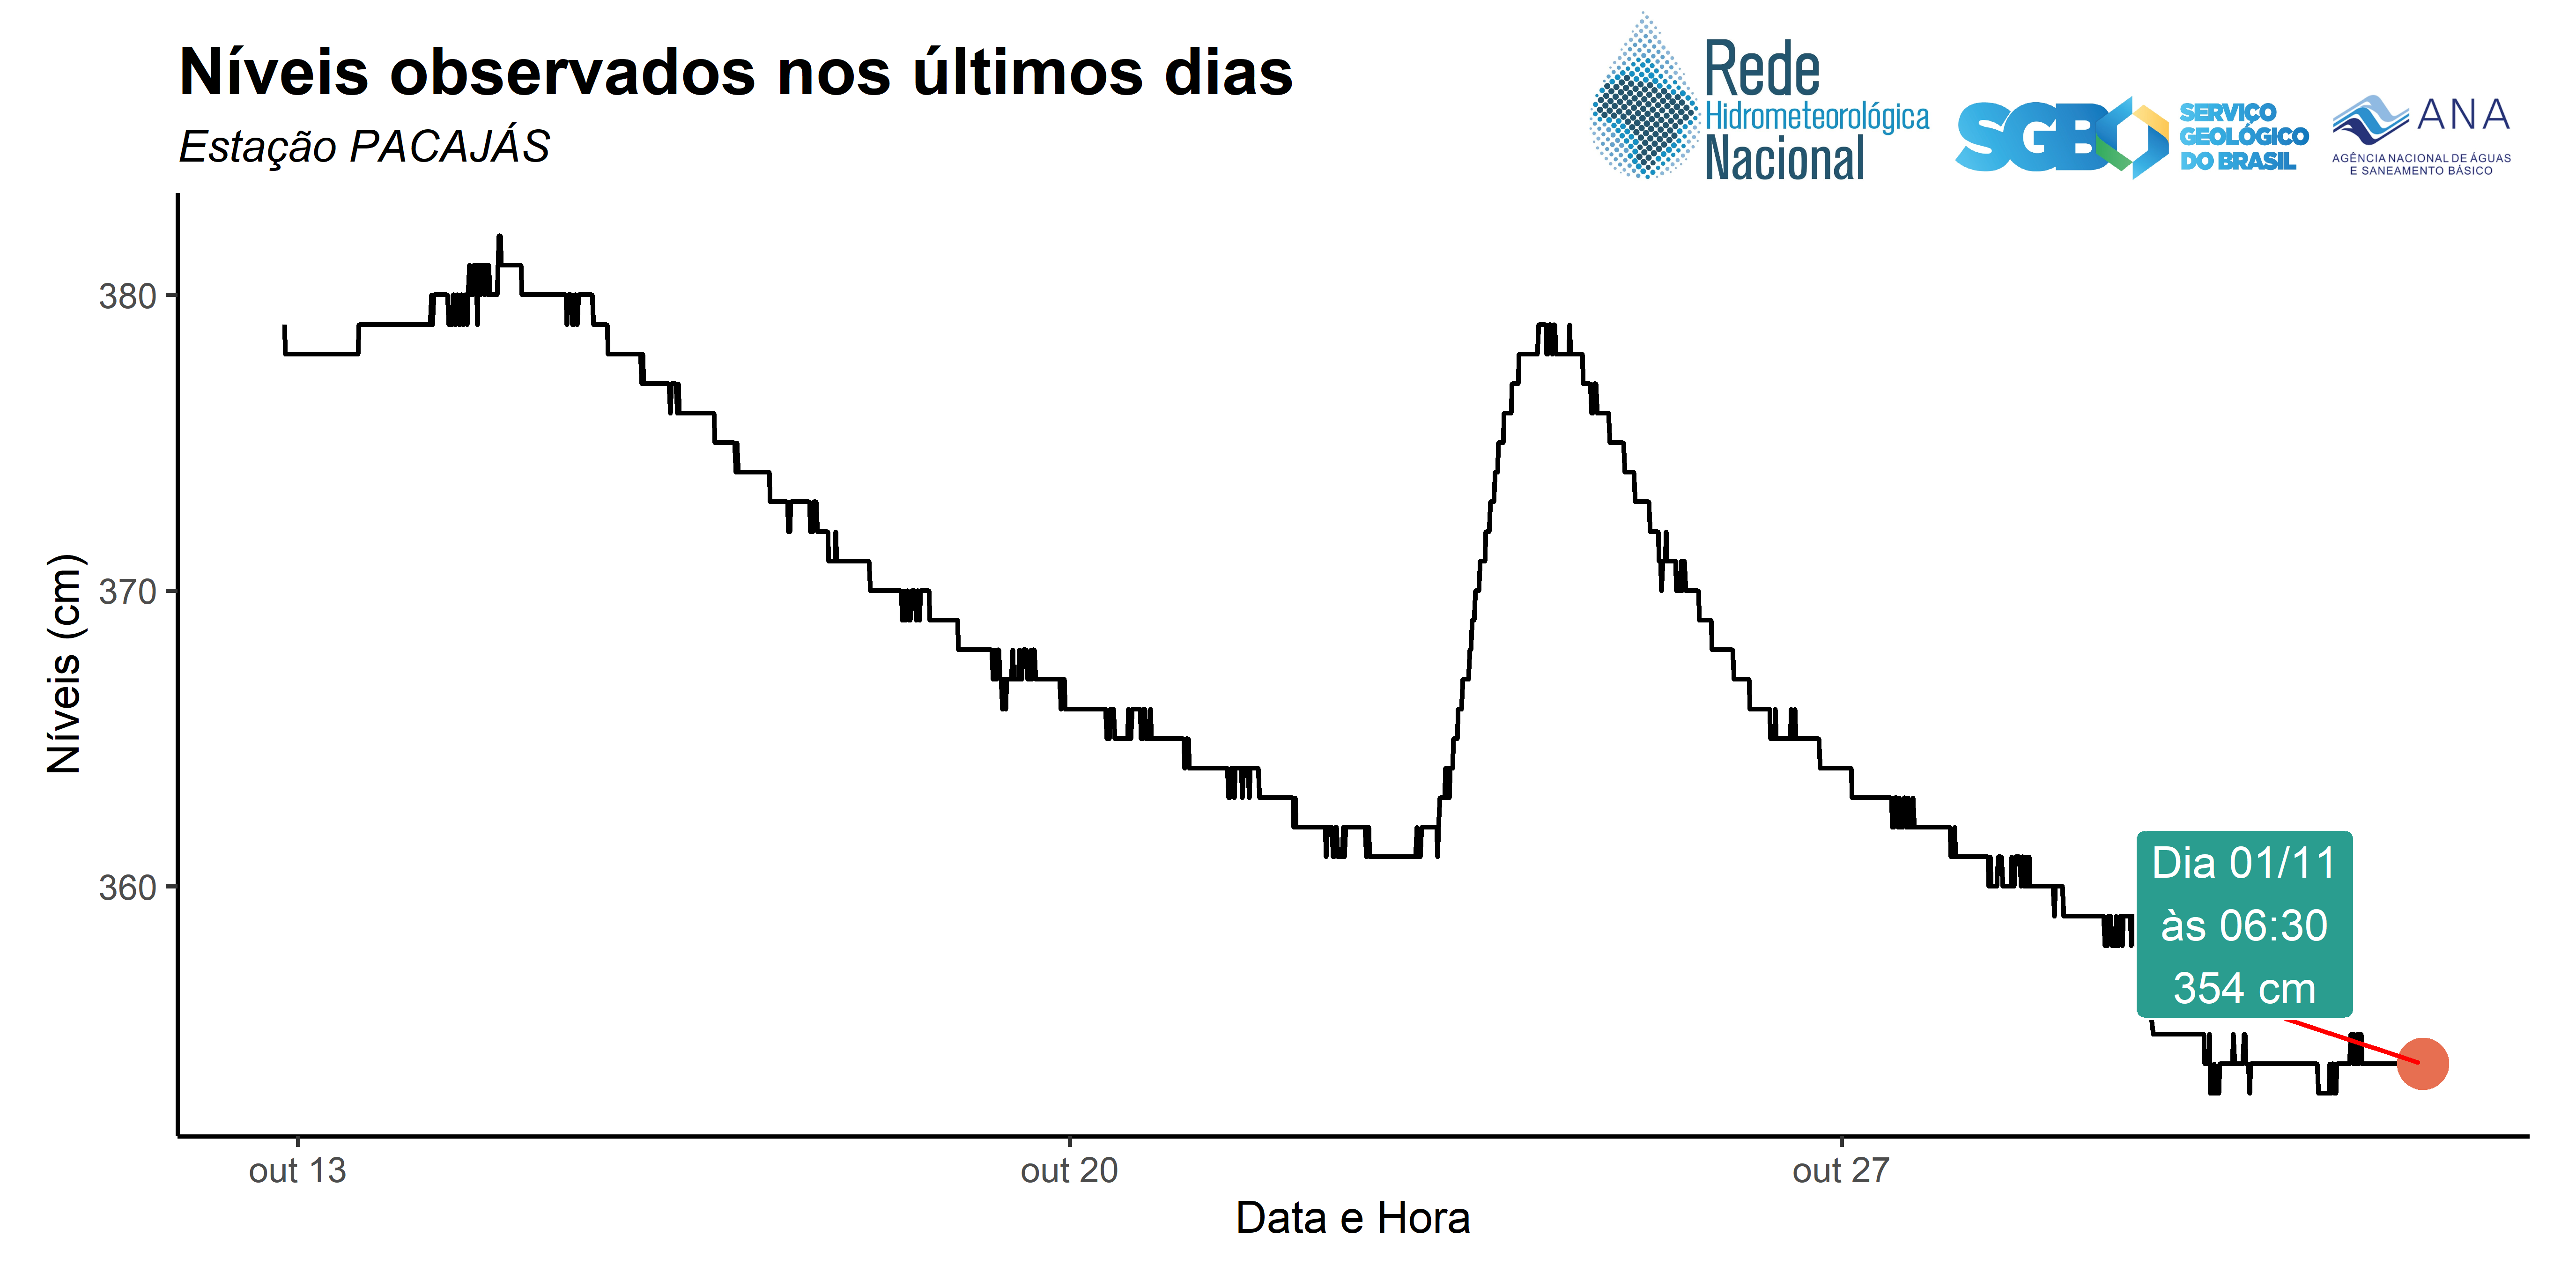 Níveis observados nos últimos dias
Estação PACAJÁS
Rede
Hidrometeorológica
Nacional
SGB
SERVIÇO
GEOLÓGICO
DO BRASIL
ANA
AGÊNCIA NACIONAL DE ÁGUAS
E SANEAMENTO BÁSICO
Níveis (cm)
380
370
360
Dia 01/11
às 06:30
354 cm
out 13
out 20
out 27
Data e Hora